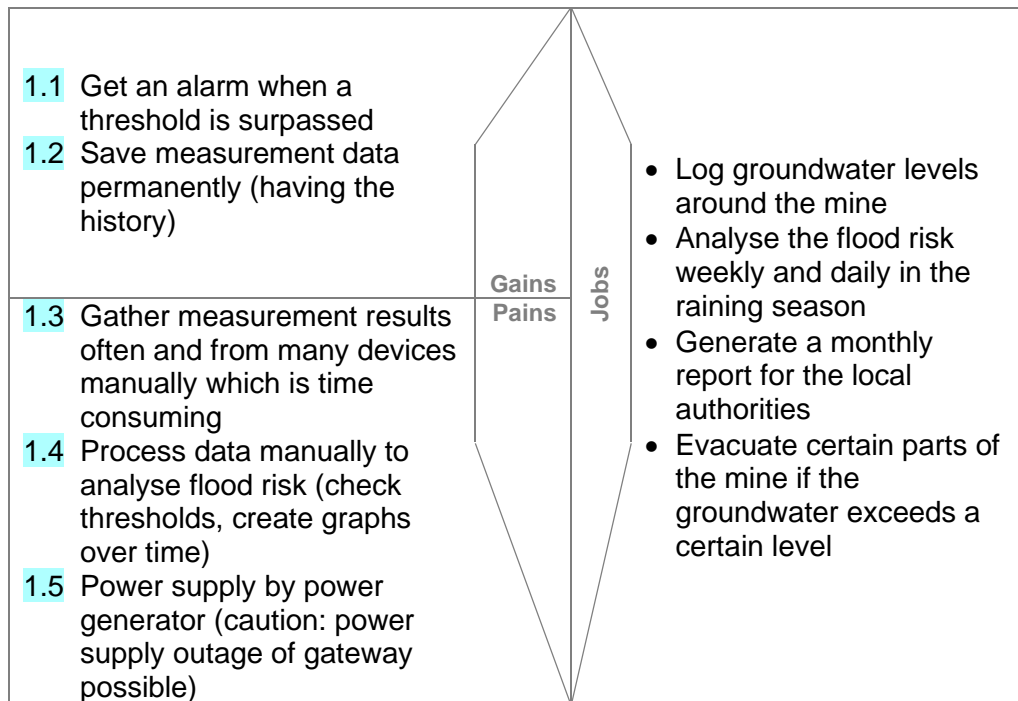 1.1 Get an alarm when a
threshold is surpassed
1.2 Save measurement data
permanently (having the
history)
Gains
1.3 Gather measurement results
often and from many devices
manually which is time
consuming
1.4 Process data manually to
analyse flood risk (check
thresholds, create graphs
over time)
1.5 Power supply by power
generator (caution: power
supply outage of gateway
possible)
Pains
Jobs
• Log groundwater levels
around the mine
• Analyse the flood risk
weekly and daily in the
raining season
• Generate a monthly
report for the local
authorities
• Evacuate certain parts of
the mine if the
groundwater exceeds a
certain level